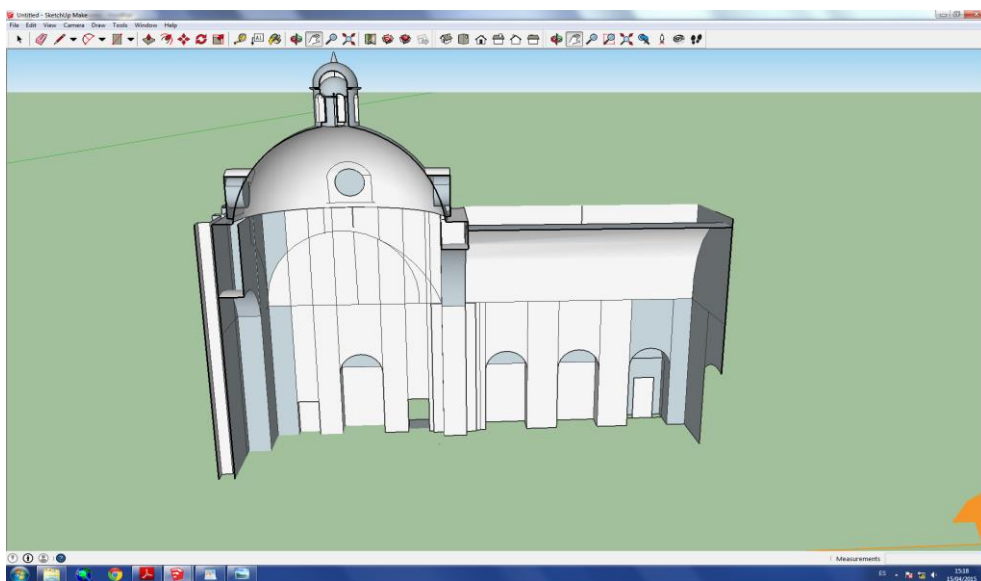 Untitled - SketchUp Make
File Edit View Camera Draw Tools Window Help
Measurements
ES
15:18
15/04/2015